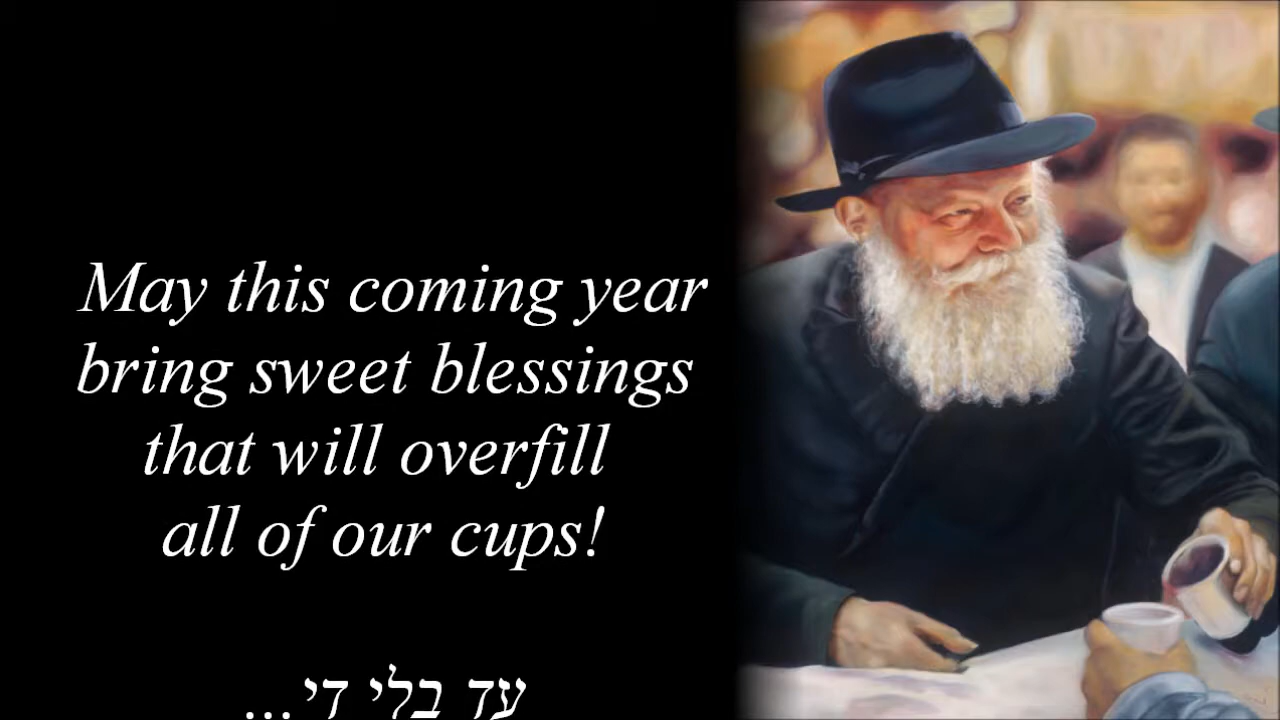 May this coming year
bring sweet blessings
that will overfill
all of our cups!
עד בלי די...